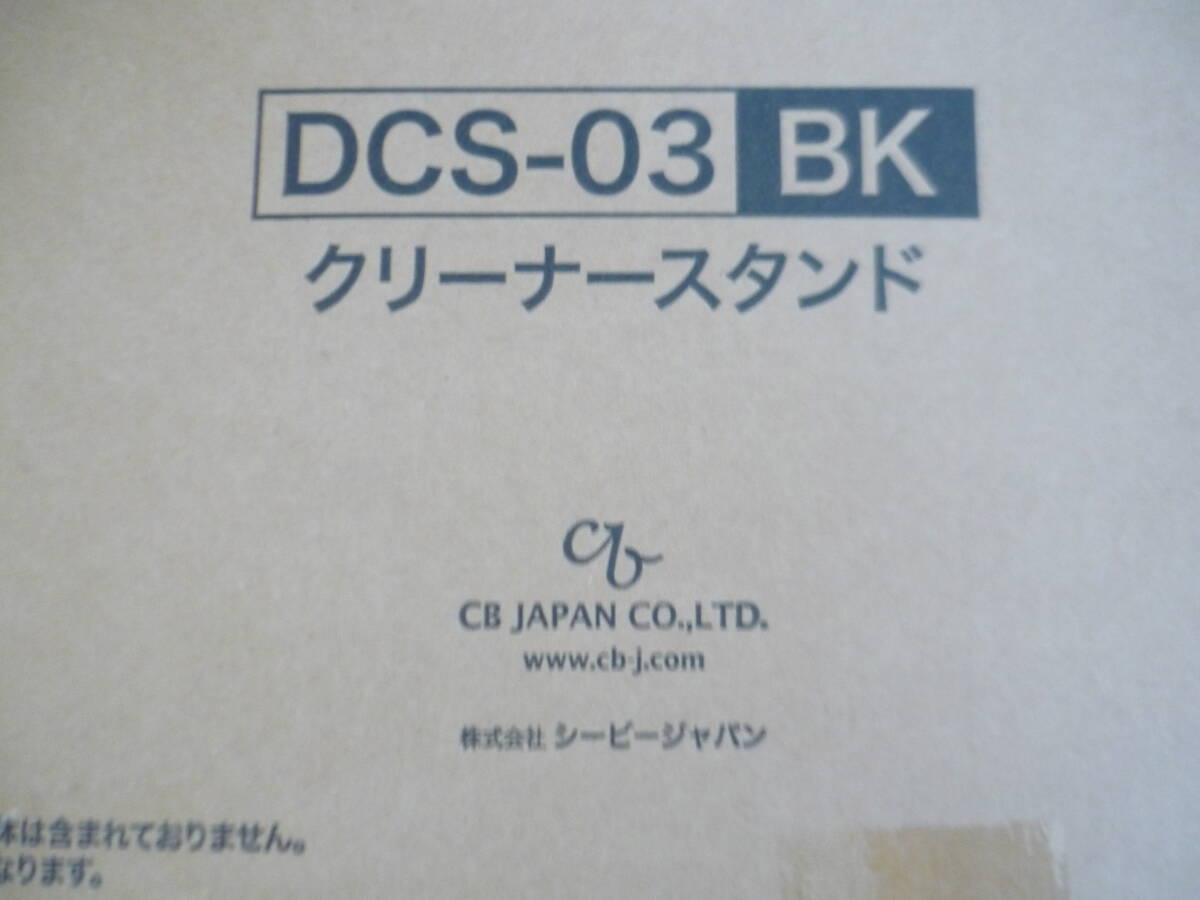 DCS-03 BK
クリーナースタンド
cb
CB JAPAN CO.,LTD.
www.cb-j.com
株式会社 シービージャパン
体は含まれておりません。
なります。